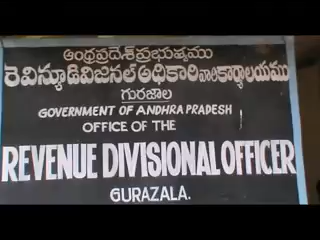 ఆంధ్రప్రదేశ్ ప్రభుత్వము
రెవిన్యూ డివిజనల్ అధికారి వారి కార్యాలయము
గురజాల
GOVERNMENT OF ANDHRA PRADESH
OFFICE OF THE
REVENUE DIVISIONAL OFFICER
GURAZALA.